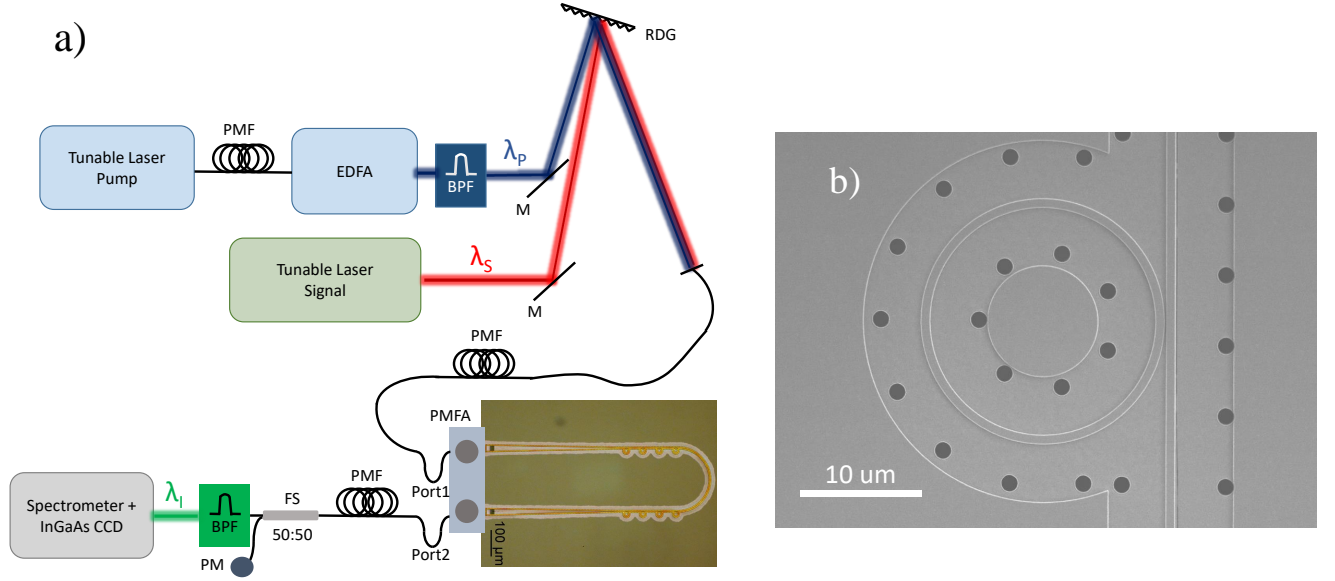 a)
RDG
PMF
Tunable Laser
Pump
EDFA
BPF
λP
M
Tunable Laser
Signal
λS
M
PMF
PMFA
Port1
PMF
Port2
100 µm
FS
50:50
Spectrometer +
InGaAs CCD
λI
BPF
PM
b)
10 um